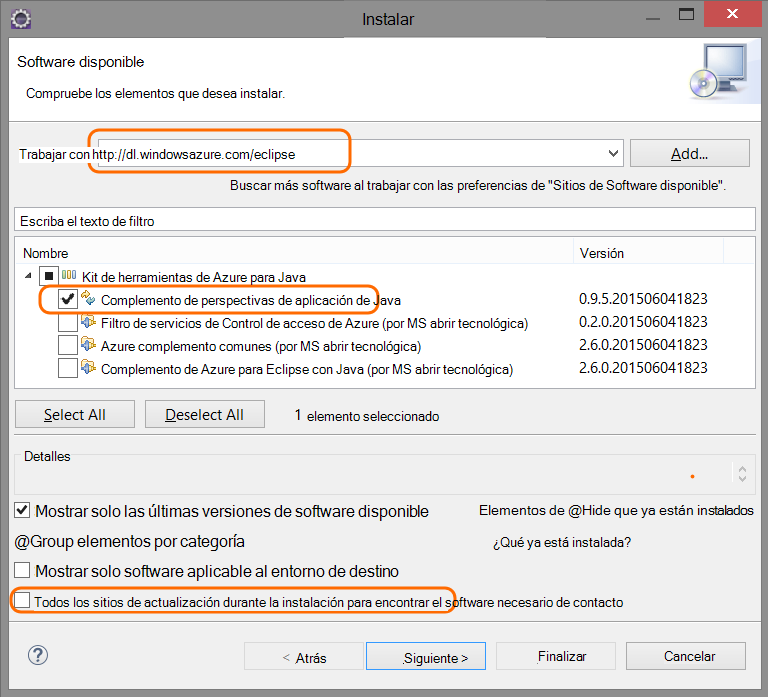 Instalar
Software disponible
Compruebe los elementos que desea instalar.
Trabajar con http://dl.windowsazure.com/eclipse Add...
Buscar más software al trabajar con las preferencias de "Sitios de Software disponible".
Escriba el texto de filtro
Nombre Versión
Kit de herramientas de Azure para Java
Complemento de perspectivas de aplicación de Java 0.9.5.201506041823
Filtro de servicios de Control de acceso de Azure (por MS abrir tecnológica) 0.2.0.201506041823
Azure complemento comunes (por MS abrir tecnológica) 2.6.0.201506041823
Complemento de Azure para Eclipse con Java (por MS abrir tecnológica) 2.6.0.201506041823
Select All Deselect All 1 elemento seleccionado
Detalles
Mostrar solo las últimas versiones de software disponible Elementos de @Hide que ya están instalados
@Group elementos por categoría ¿Qué ya está instalada?
Mostrar solo software aplicable al entorno de destino
Todos los sitios de actualización durante la instalación para encontrar el software necesario de contacto
? < Atrás Siguiente > Finalizar Cancelar